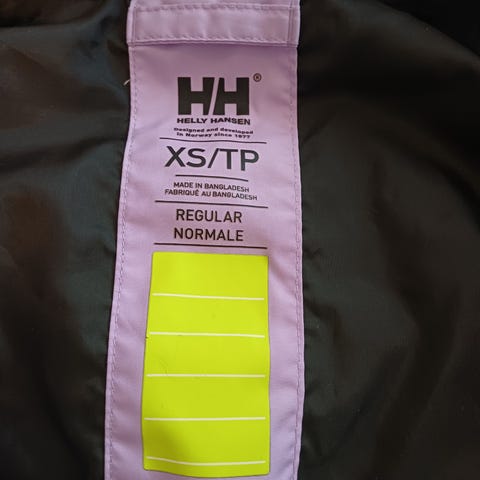 HH®
HELLY HANSEN
Designed and developed
in Norway since 1877
XS/TP
MADE IN BANGLADESH
FABRIQUÉ AU BANGLADESH
REGULAR
NORMALE